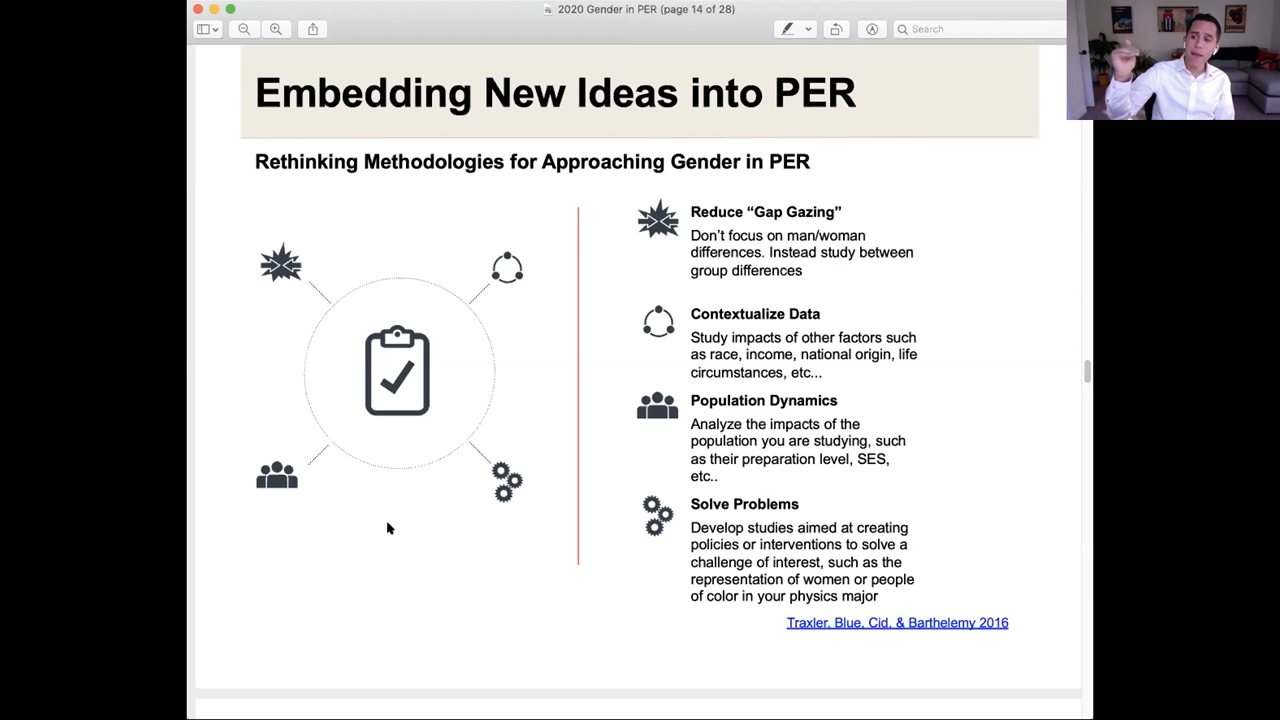 2020 Gender in PER (page 14 of 28)
Search
Embedding New Ideas into PER
Rethinking Methodologies for Approaching Gender in PER
Reduce “Gap Gazing”
Don’t focus on man/woman
differences. Instead study between
group differences
Contextualize Data
Study impacts of other factors such
as race, income, national origin, life
circumstances, etc...
Population Dynamics
Analyze the impacts of the
population you are studying, such
as their preparation level, SES,
etc..
Solve Problems
Develop studies aimed at creating
policies or interventions to solve a
challenge of interest, such as the
representation of women or people
of color in your physics major
Traxler, Blue, Cid, & Barthelemy 2016